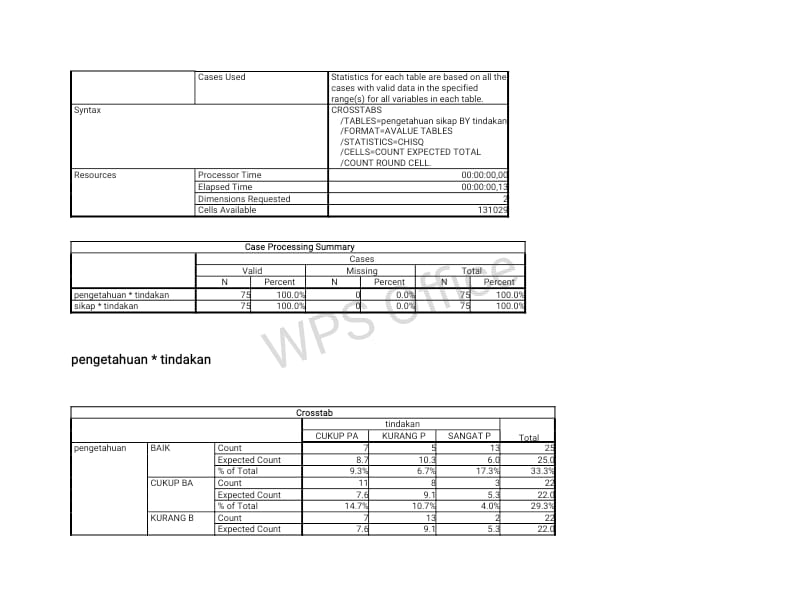 Cases Used Statistics for each table are based on all the
cases with valid data in the specified
range(s) for all variables in each table.
Syntax CROSSTABS
/TABLES=pengetahuan sikap BY tindakan
/FORMAT=AVALUE TABLES
/STATISTICS=CHISQ
/CELLS=COUNT EXPECTED TOTAL
/COUNT ROUND CELL.
Resources Processor Time 00:00:00,00
Elapsed Time 00:00:00,13
Dimensions Requested 2
Cells Available 131029
Case Processing Summary
Cases
Valid Missing Total
N Percent N Percent N Percent
pengetahuan * tindakan 75 100.0% 0 0.0% 75 100.0%
sikap * tindakan 75 100.0% 0 0.0% 75 100.0%
WPS Office
pengetahuan * tindakan
Crosstab
tindakan
CUKUP PA KURANG P SANGAT P Total
pengetahuan BAIK Count 7 5 13 25
Expected Count 8.7 10.3 6.0 25.0
% of Total 9.3% 6.7% 17.3% 33.3%
CUKUP BA Count 11 8 3 22
Expected Count 7.6 9.1 5.3 22.0
% of Total 14.7% 10.7% 4.0% 29.3%
KURANG B Count 7 13 2 22
Expected Count 7.6 9.1 5.3 22.0